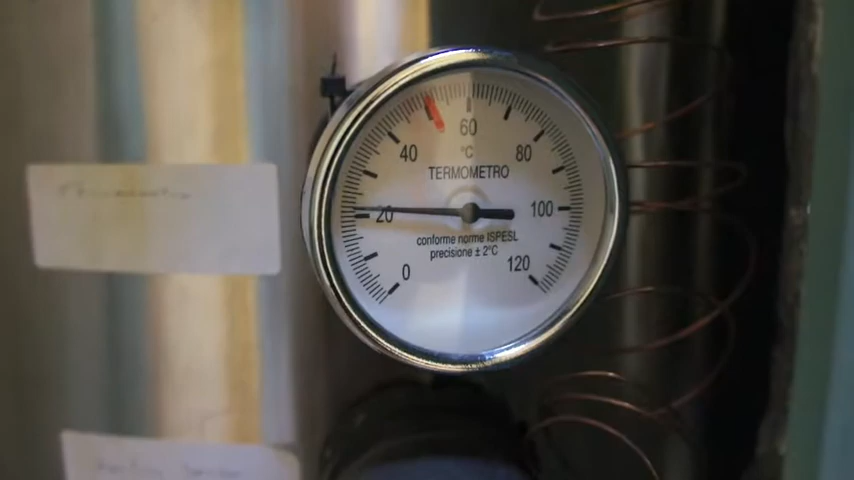 60
°C
40 80
TERMOMETRO
20 100
conforme norme ISPESL
precisione ± 2°C
0 120